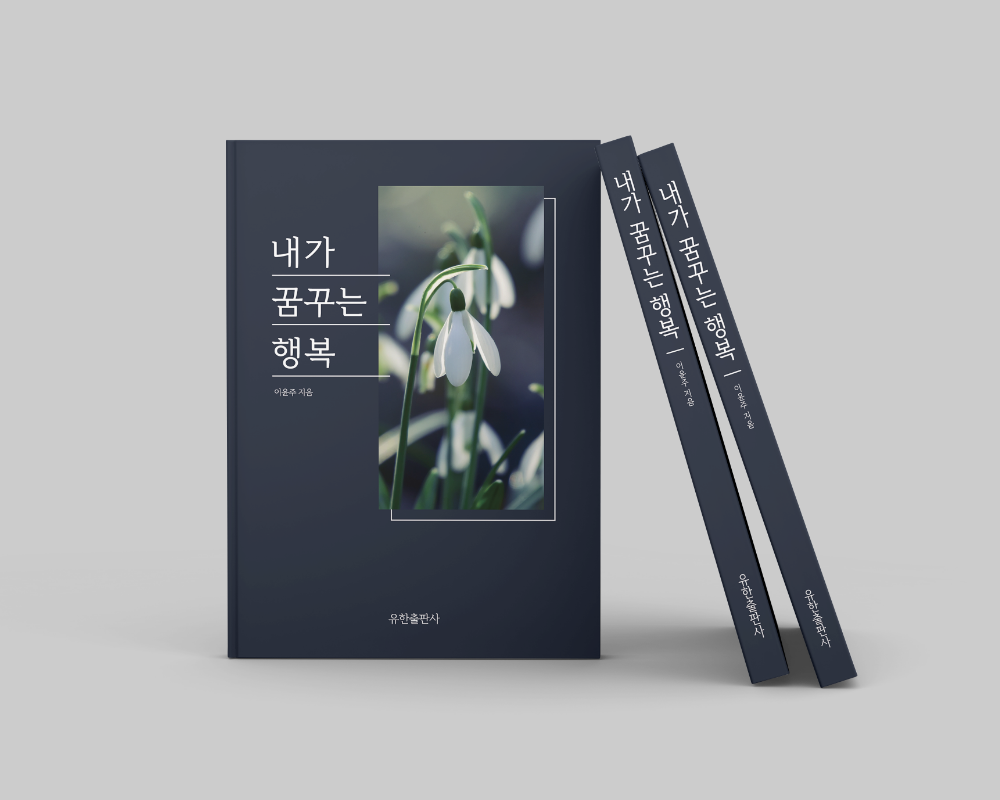 내가
꿈꾸는
행복
이윤주 지음
유한출판사
내가 꿈꾸는 행복 — 이윤주 지음
유한출판사
내가 꿈꾸는 행복 — 이윤주 지음
유한출판사